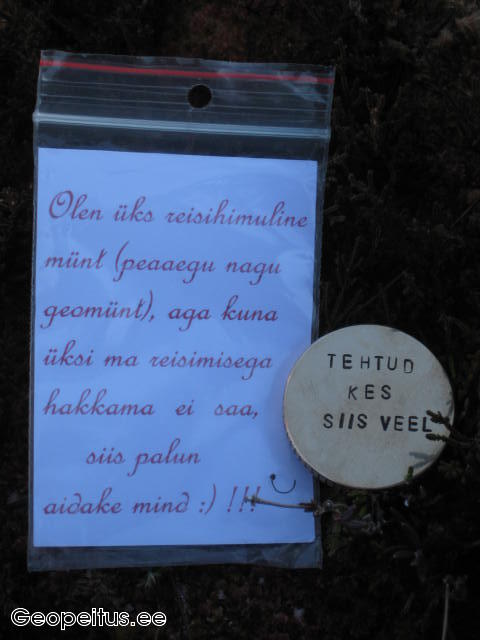 Olen üks reisihimuline
münt (peaaegu nagu
geomünt), aga kuna
üksi ma reisimisega
hakkama ei saa,
siis palun
aidake mind :) !!!
TEHTUD
KES
SIIS VEEL
Geopeitus.ee